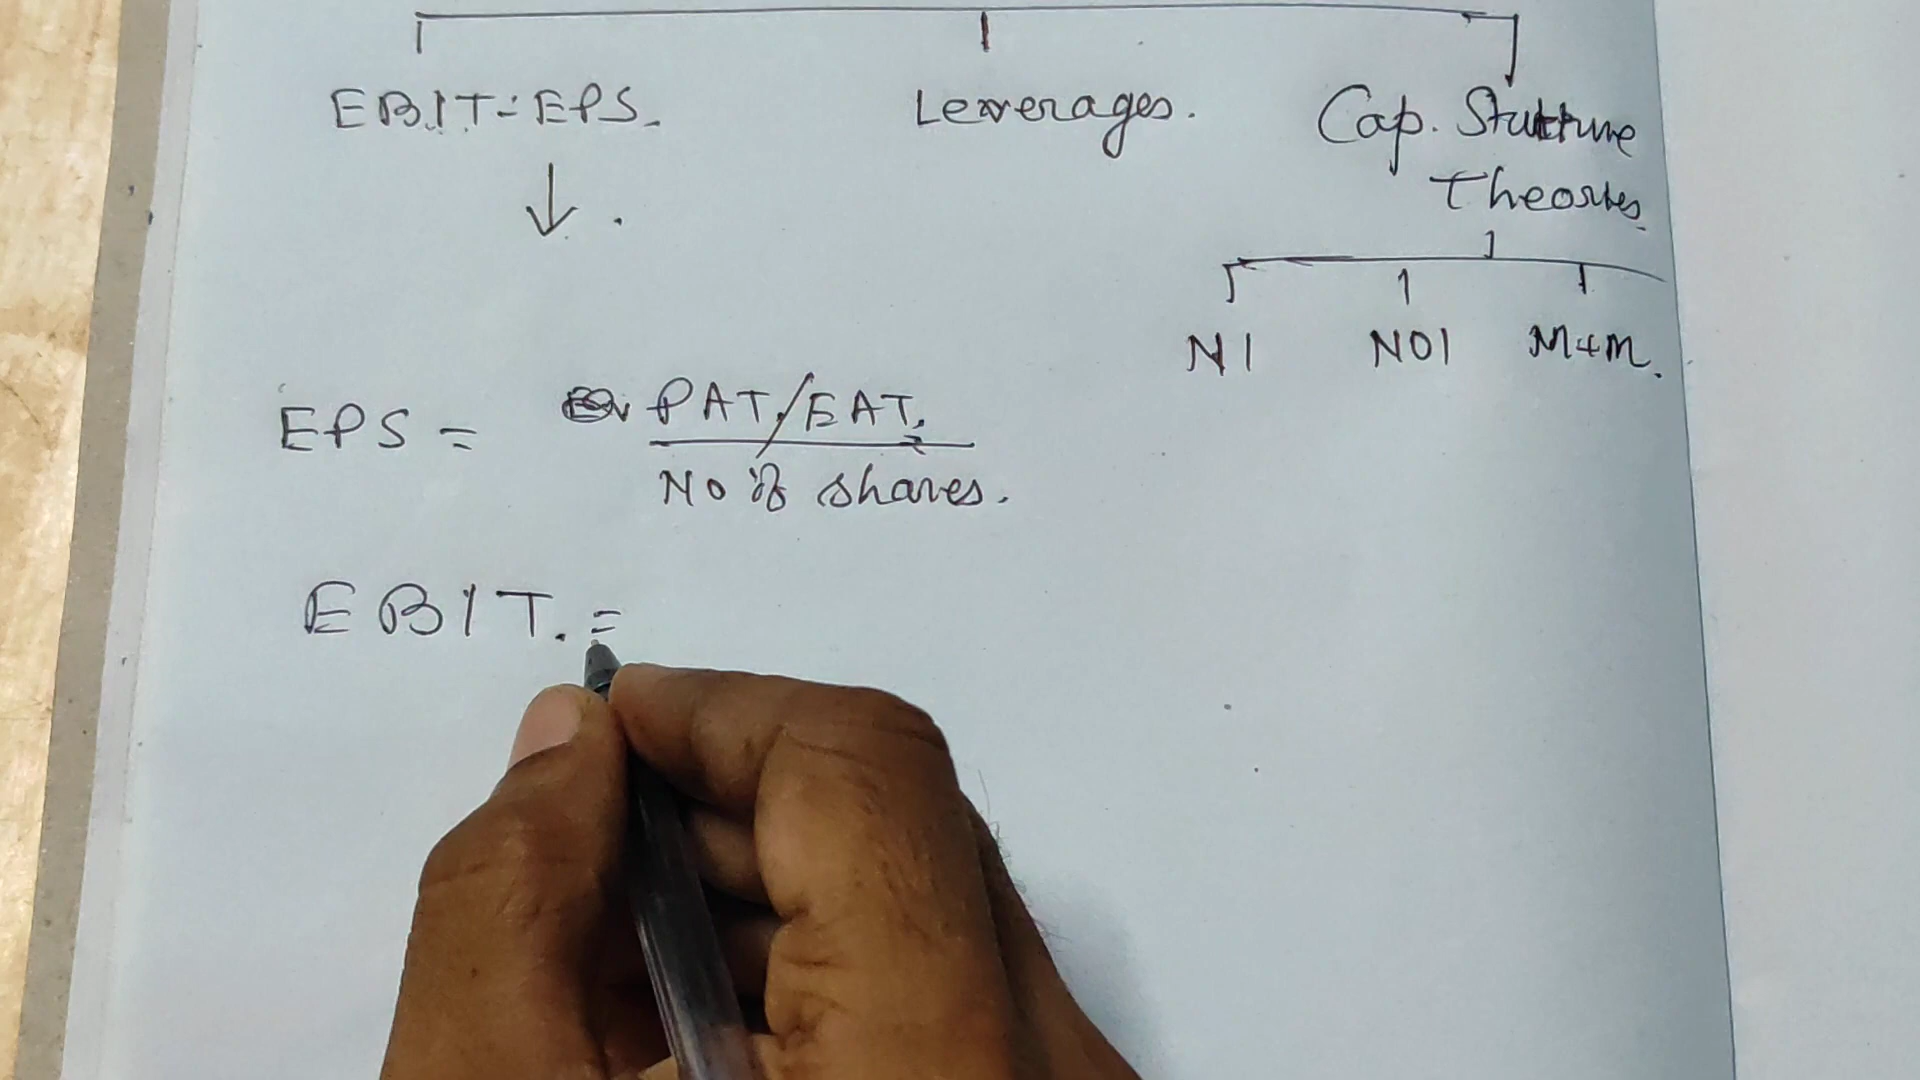 EBIT-EPS.
Leverages.
Cap. Structure
Theories
NI NOI M+M.
EPS = PAT/EAT.
No of shares.
EBIT. =